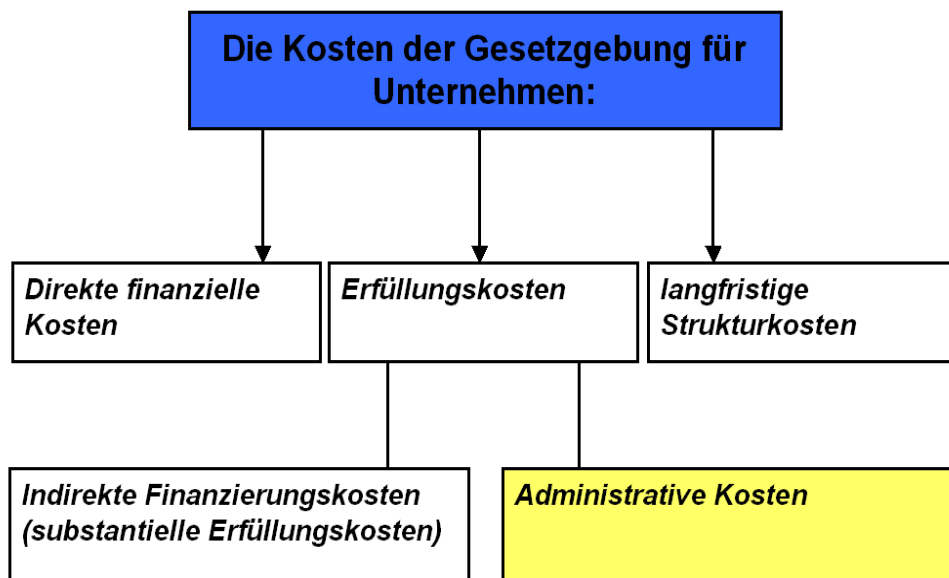 Die Kosten der Gesetzgebung für
Unternehmen:
Direkte finanzielle
Kosten
Erfüllungskosten
langfristige
Strukturkosten
Indirekte Finanzierungskosten
(substantielle Erfüllungskosten)
Administrative Kosten